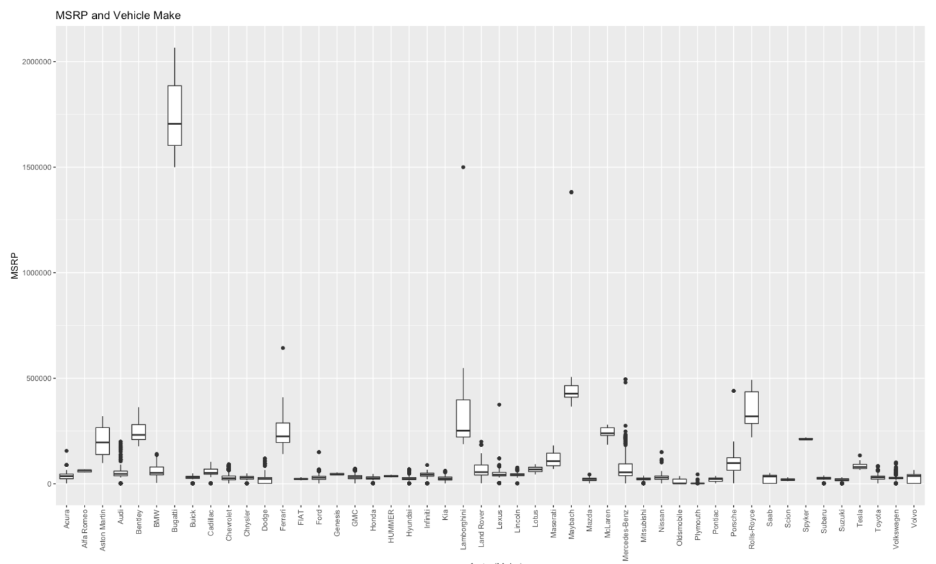 MSRP and Vehicle Make
2000000
1500000
1000000
500000
0
MSRP
Acura
Alfa Romeo
Aston Martin
Audi
Bentley
BMW
Bugatti
Buick
Cadillac
Chevrolet
Chrysler
Dodge
Ferrari
FIAT
Ford
Genesis
GMC
Honda
HUMMER
Hyundai
Infiniti
Kia
Lamborghini
Land Rover
Lexus
Lincoln
Lotus
Maserati
Maybach
Mazda
McLaren
Mercedes-Benz
Mitsubishi
Nissan
Oldsmobile
Plymouth
Pontiac
Porsche
Rolls-Royce
Saab
Scion
Spyker
Subaru
Suzuki
Tesla
Toyota
Volkswagen
Volvo